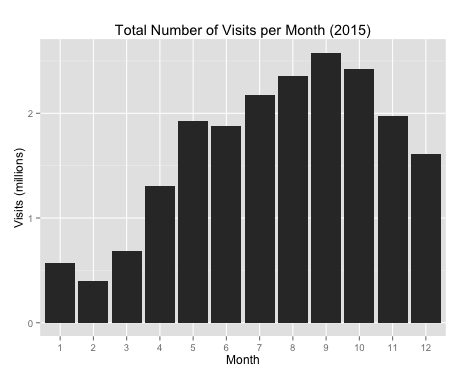 Total Number of Visits per Month (2015)
Visits (millions)
2
1
0
1 2 3 4 5 6 7 8 9 10 11 12
Month